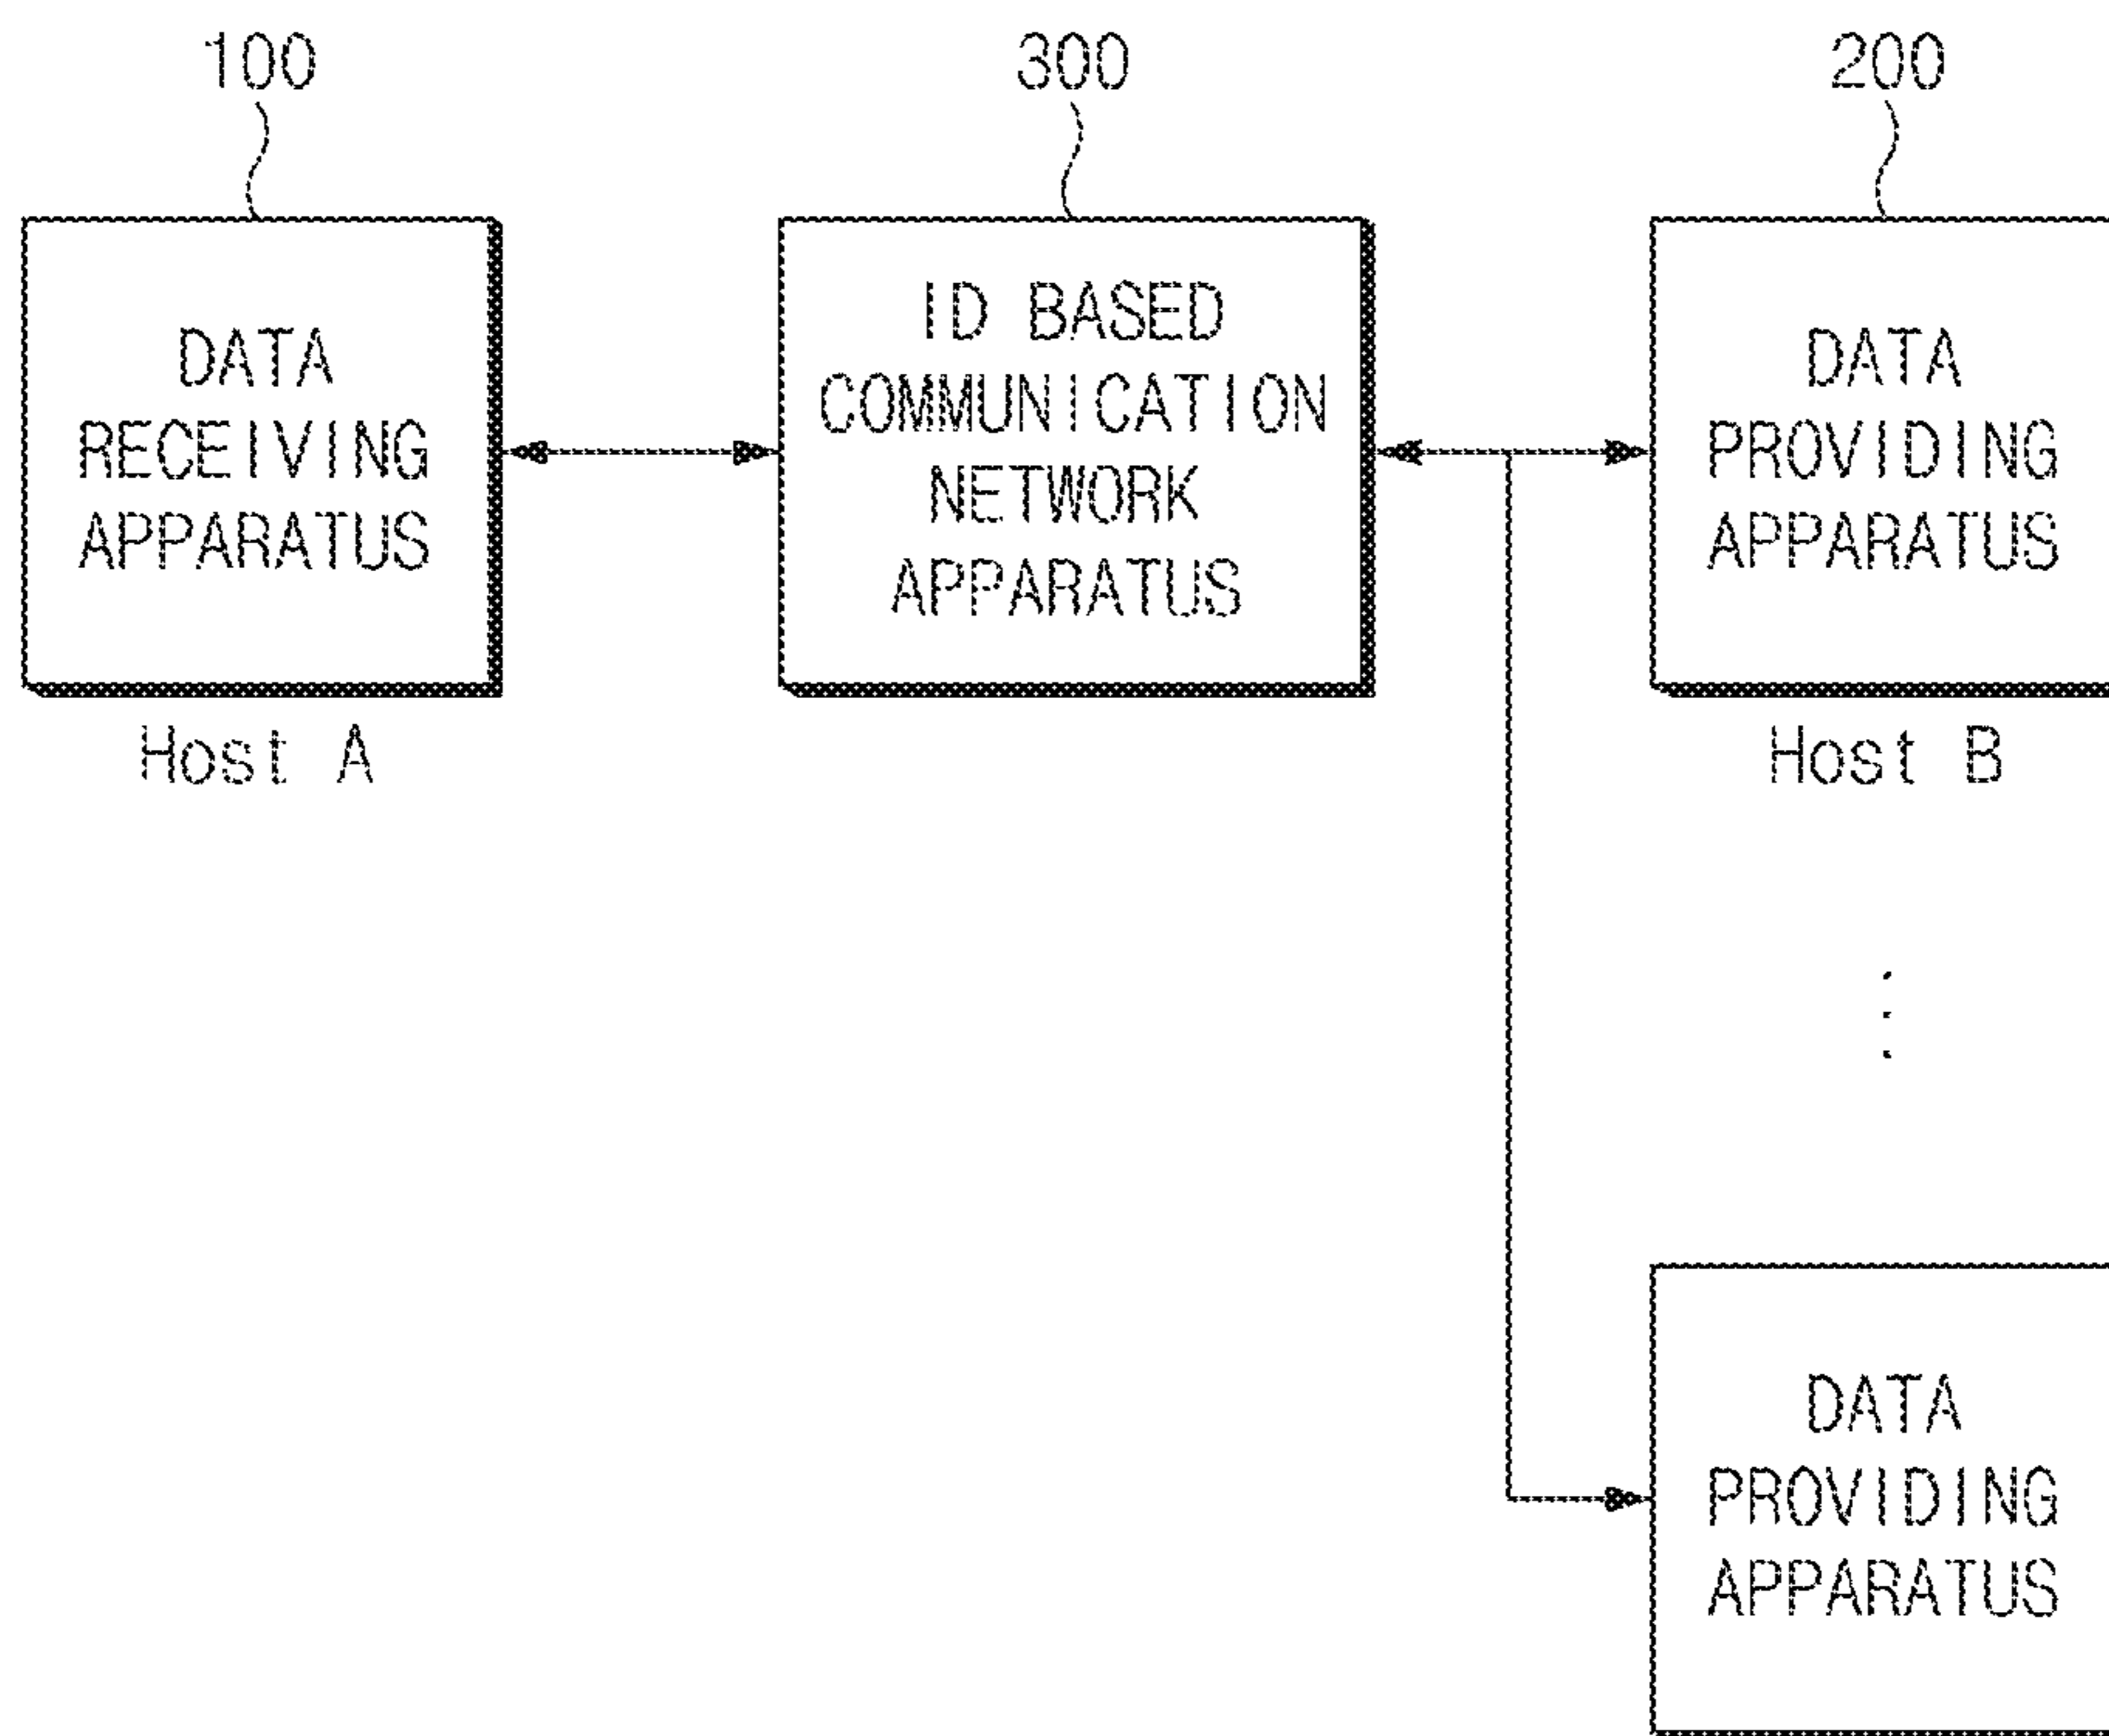 100
300
200
DATA
RECEIVING
APPARATUS
ID BASED
COMMUNICATION
NETWORK
APPARATUS
DATA
PROVIDING
APPARATUS
Host A
Host B
DATA
PROVIDING
APPARATUS